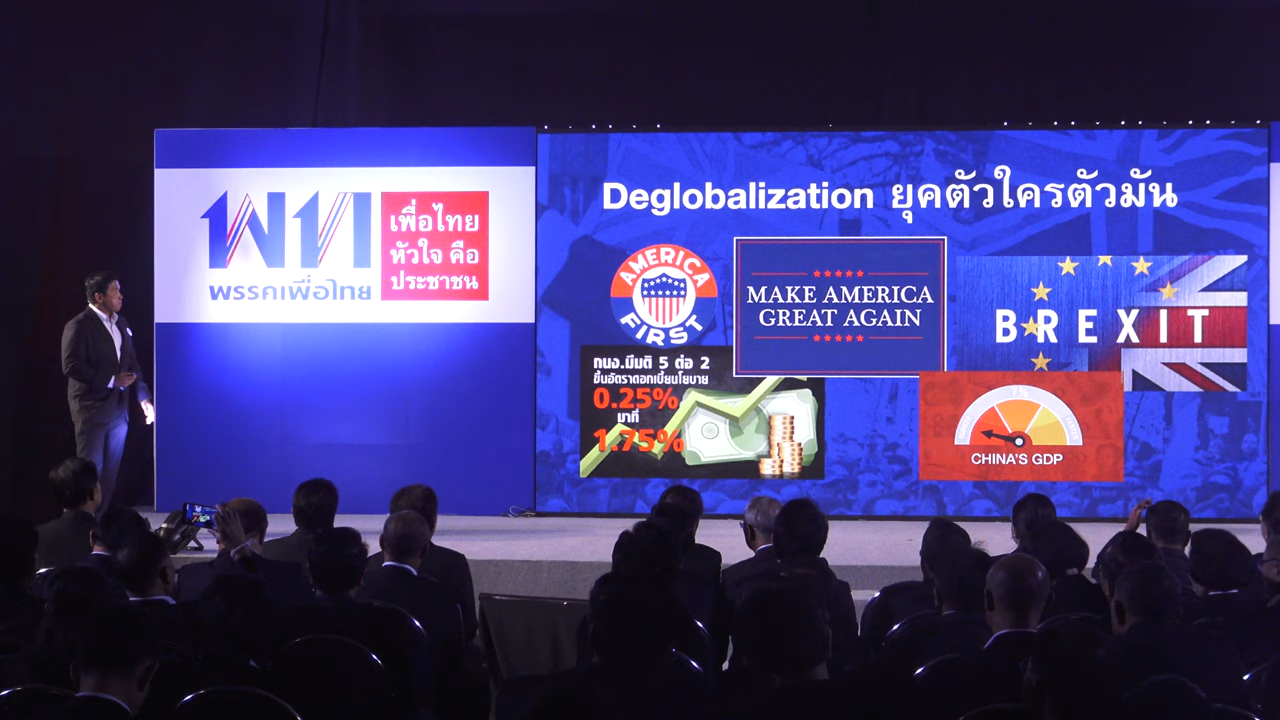 พท
พรรคเพื่อไทย
เพื่อไทย
หัวใจ คือ
ประชาชน
Deglobalization ยุคตัวใครตัวมัน
AMERICA
FIRST
MAKE AMERICA
GREAT AGAIN
BREXIT
กนง.มีมติ 5 ต่อ 2
ขึ้นอัตราดอกเบี้ยนโยบาย
0.25%
มาที่
1.75%
CHINA'S GDP